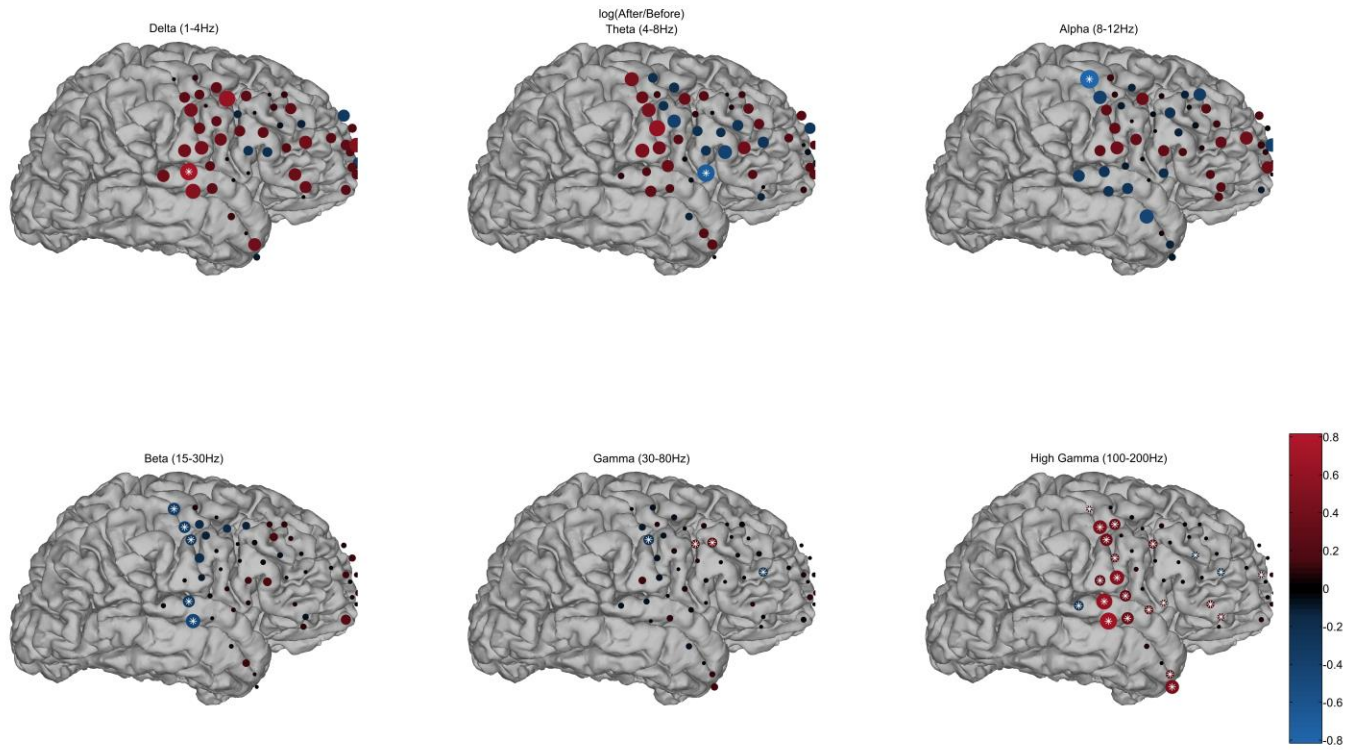 log(After/Before)
Delta (1-4Hz)
Theta (4-8Hz)
Alpha (8-12Hz)
Beta (15-30Hz)
Gamma (30-80Hz)
High Gamma (100-200Hz)
0.8
0.6
0.4
0.2
0
-0.2
-0.4
-0.6
-0.8